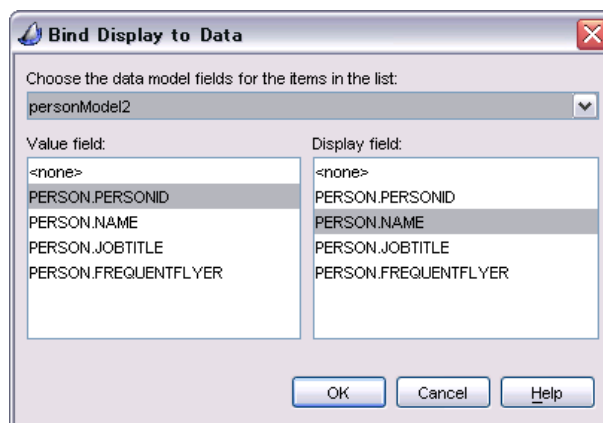 Bind Display to Data
Choose the data model fields for the items in the list:
personModel2
Value field:
<none>
PERSON.PERSONID
PERSON.NAME
PERSON.JOBTITLE
PERSON.FREQUENTFLYER
Display field:
<none>
PERSON.PERSONID
PERSON.NAME
PERSON.JOBTITLE
PERSON.FREQUENTFLYER
OK
Cancel
Help